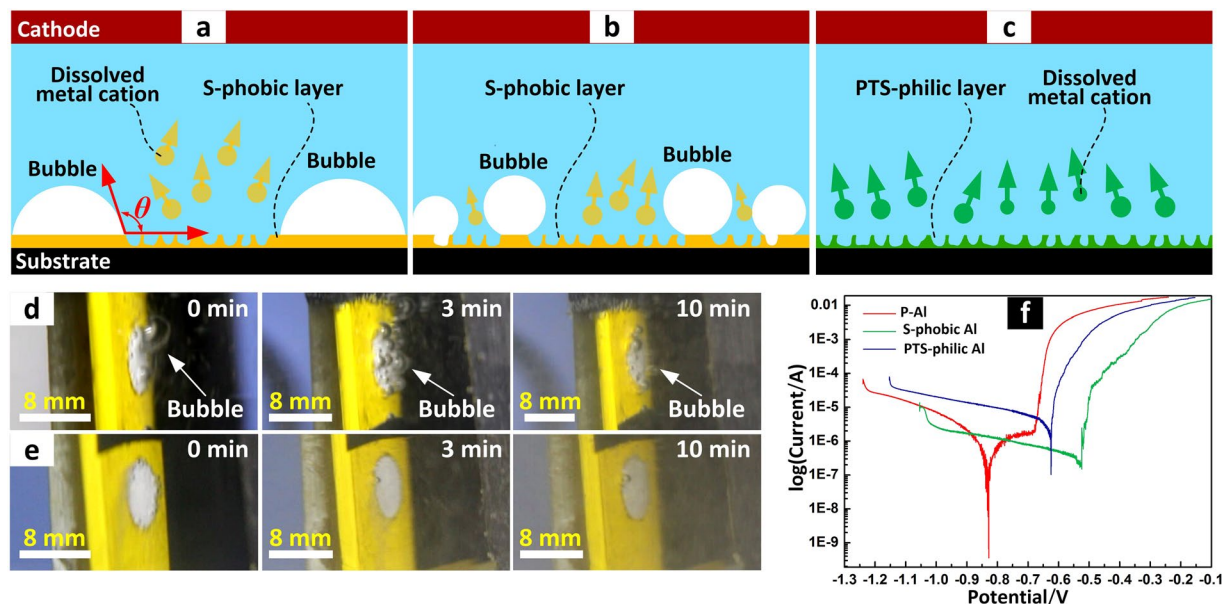 Cathode
a
Dissolved
metal cation
S-phobic layer
Bubble
Bubble
θ
Substrate
b
S-phobic layer
Bubble
Bubble
c
PTS-philic layer
Dissolved
metal cation
d
0 min
Bubble
8 mm
3 min
Bubble
8 mm
10 min
Bubble
8 mm
e
0 min
8 mm
3 min
8 mm
10 min
8 mm
f
P-Al
S-phobic Al
PTS-philic Al
log(Current/A)
0.01
1E-3
1E-4
1E-5
1E-6
1E-7
1E-8
1E-9
-1.3 -1.2 -1.1 -1.0 -0.9 -0.8 -0.7 -0.6 -0.5 -0.4 -0.3 -0.2 -0.1
Potential/V